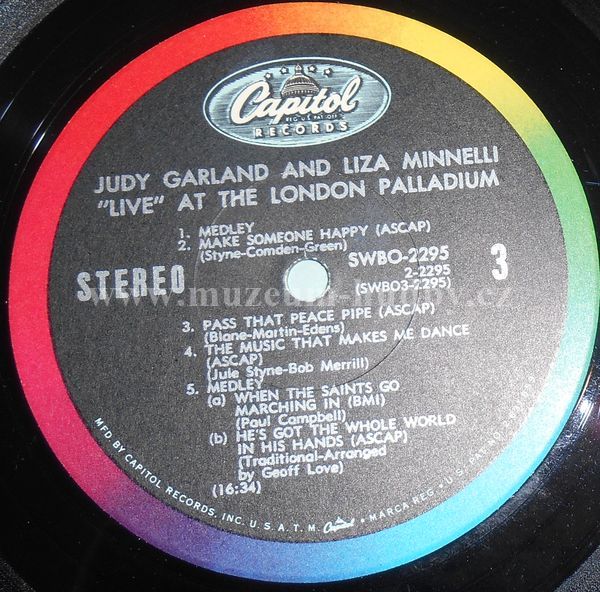 Capitol
REG. U.S. PAT. OFF.
RECORDS
JUDY GARLAND AND LIZA MINNELLI
"LIVE" AT THE LONDON PALLADIUM
1. MEDLEY
2. MAKE SOMEONE HAPPY (ASCAP)
(Styne-Comden-Green)
STEREO
SWBO-2295
2-2295
(SWBO3-2295)
3
3. PASS THAT PEACE PIPE (ASCAP)
(Blane-Martin-Edens)
4. THE MUSIC THAT MAKES ME DANCE
(ASCAP)
(Jule Styne-Bob Merrill)
5. MEDLEY
(a) WHEN THE SAINTS GO
MARCHING IN (BMI)
(Paul Campbell)
(b) HE'S GOT THE WHOLE WORLD
IN HIS HANDS (ASCAP)
(Traditional-Arranged
by Geoff Love)
(16:34)
MFD BY CAPITOL RECORDS, INC. U.S.A. T.M. Capitol MARCA REG. • U.S. PAT. NO.